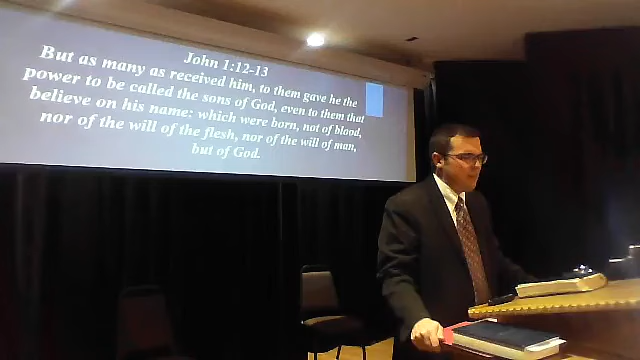 John 1:12-13
But as many as received him, to them gave he the
power to be called the sons of God, even to them that
believe on his name: which were born, not of blood,
nor of the will of the flesh, nor of the will of man,
but of God.